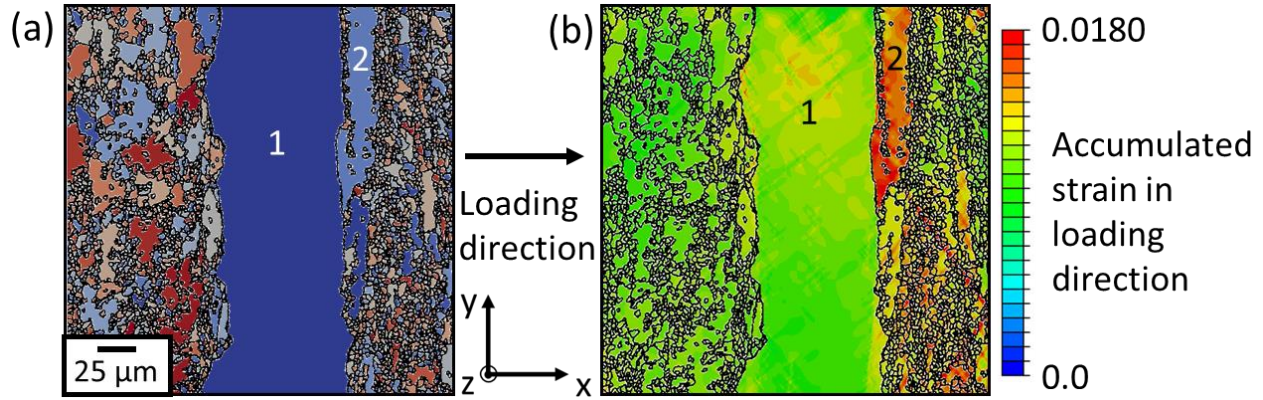 (a)
2
1
25 µm
Loading
direction
y
z
x
(b)
2
1
0.0180
Accumulated
strain in
loading
direction
0.0